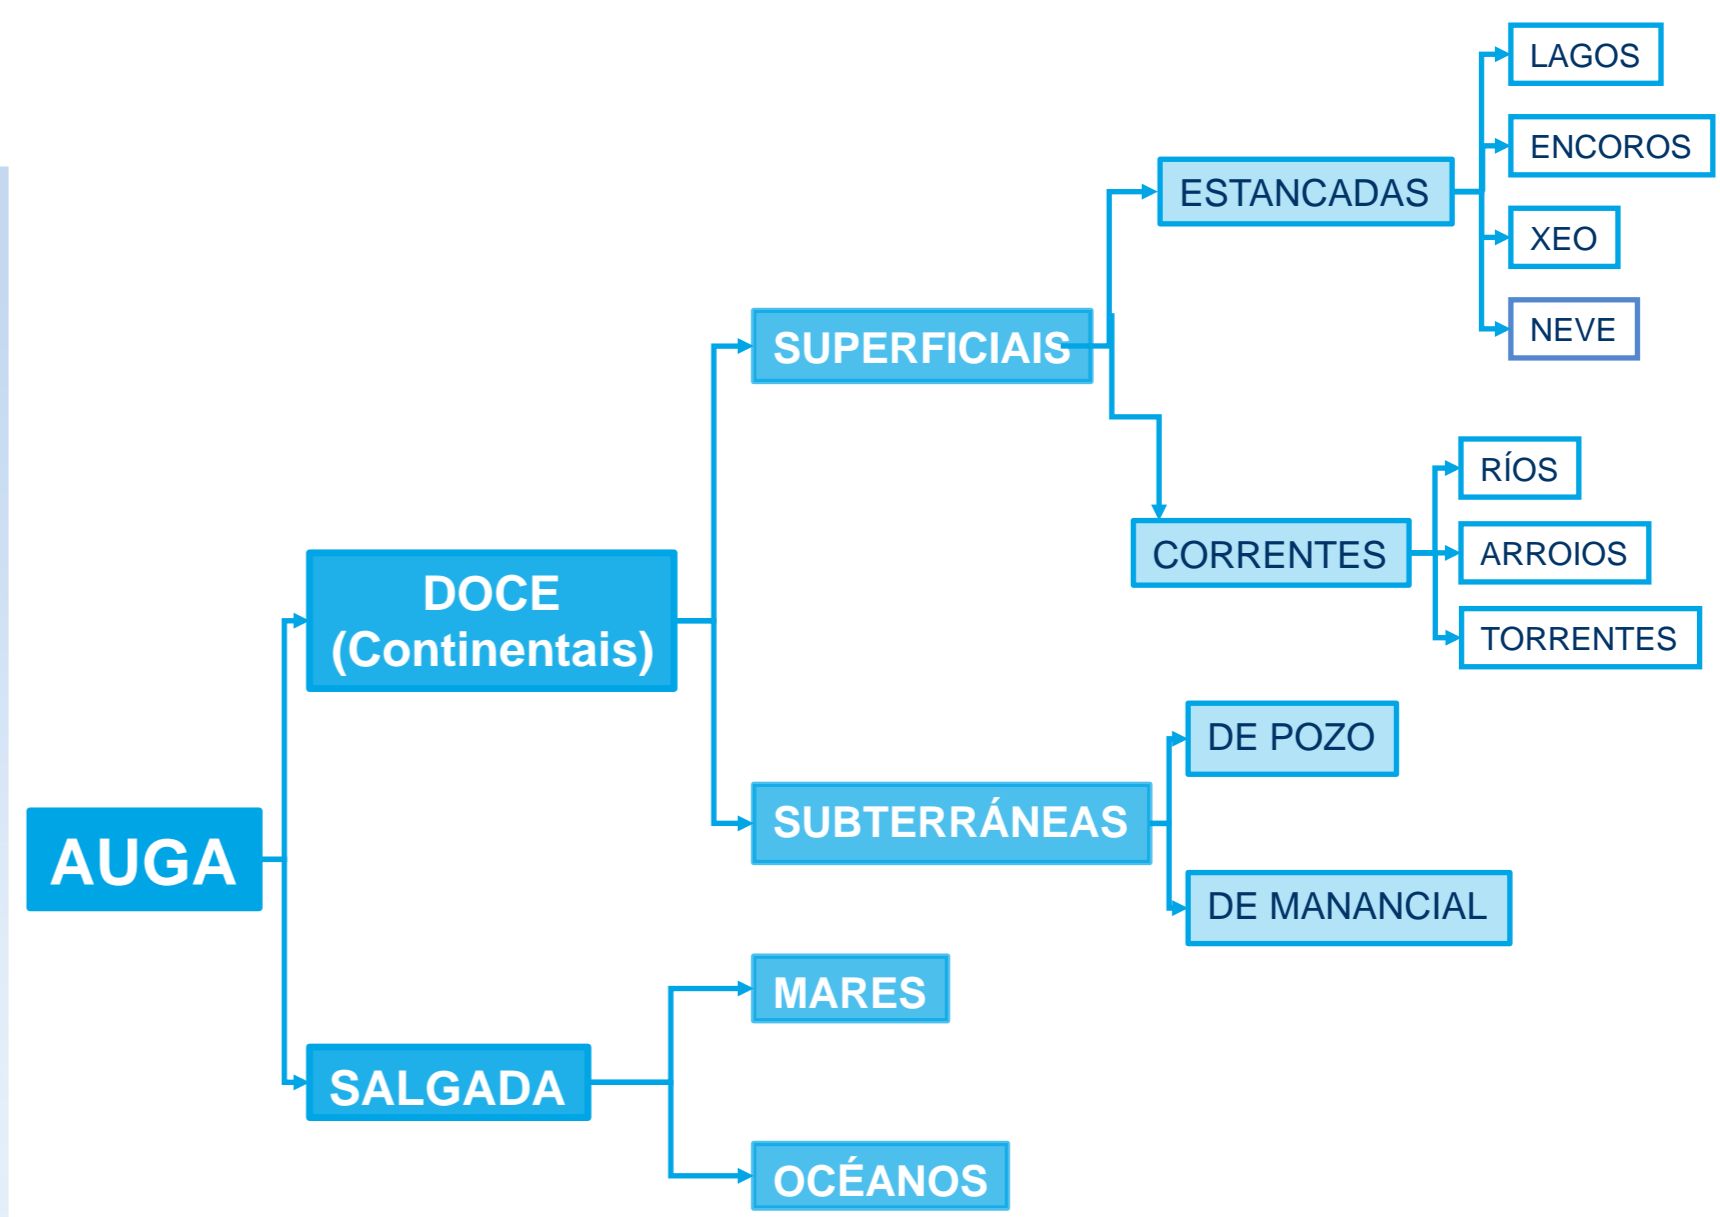 LAGOS
ENCOROS
ESTANCADAS
XEO
NEVE
SUPERFICIAIS
RÍOS
CORRENTES
ARROIOS
TORRENTES
DOCE
(Continentais)
DE POZO
SUBTERRÁNEAS
AUGA
DE MANANCIAL
MARES
SALGADA
OCÉANOS